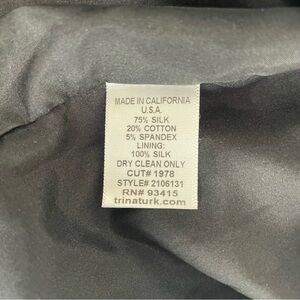 MADE IN CALIFORNIA
U.S.A.
75% SILK
20% COTTON
5% SPANDEX
LINING:
100% SILK
DRY CLEAN ONLY
CUT# 1978
STYLE# 2106131
RN# 93415
trinaturk.com